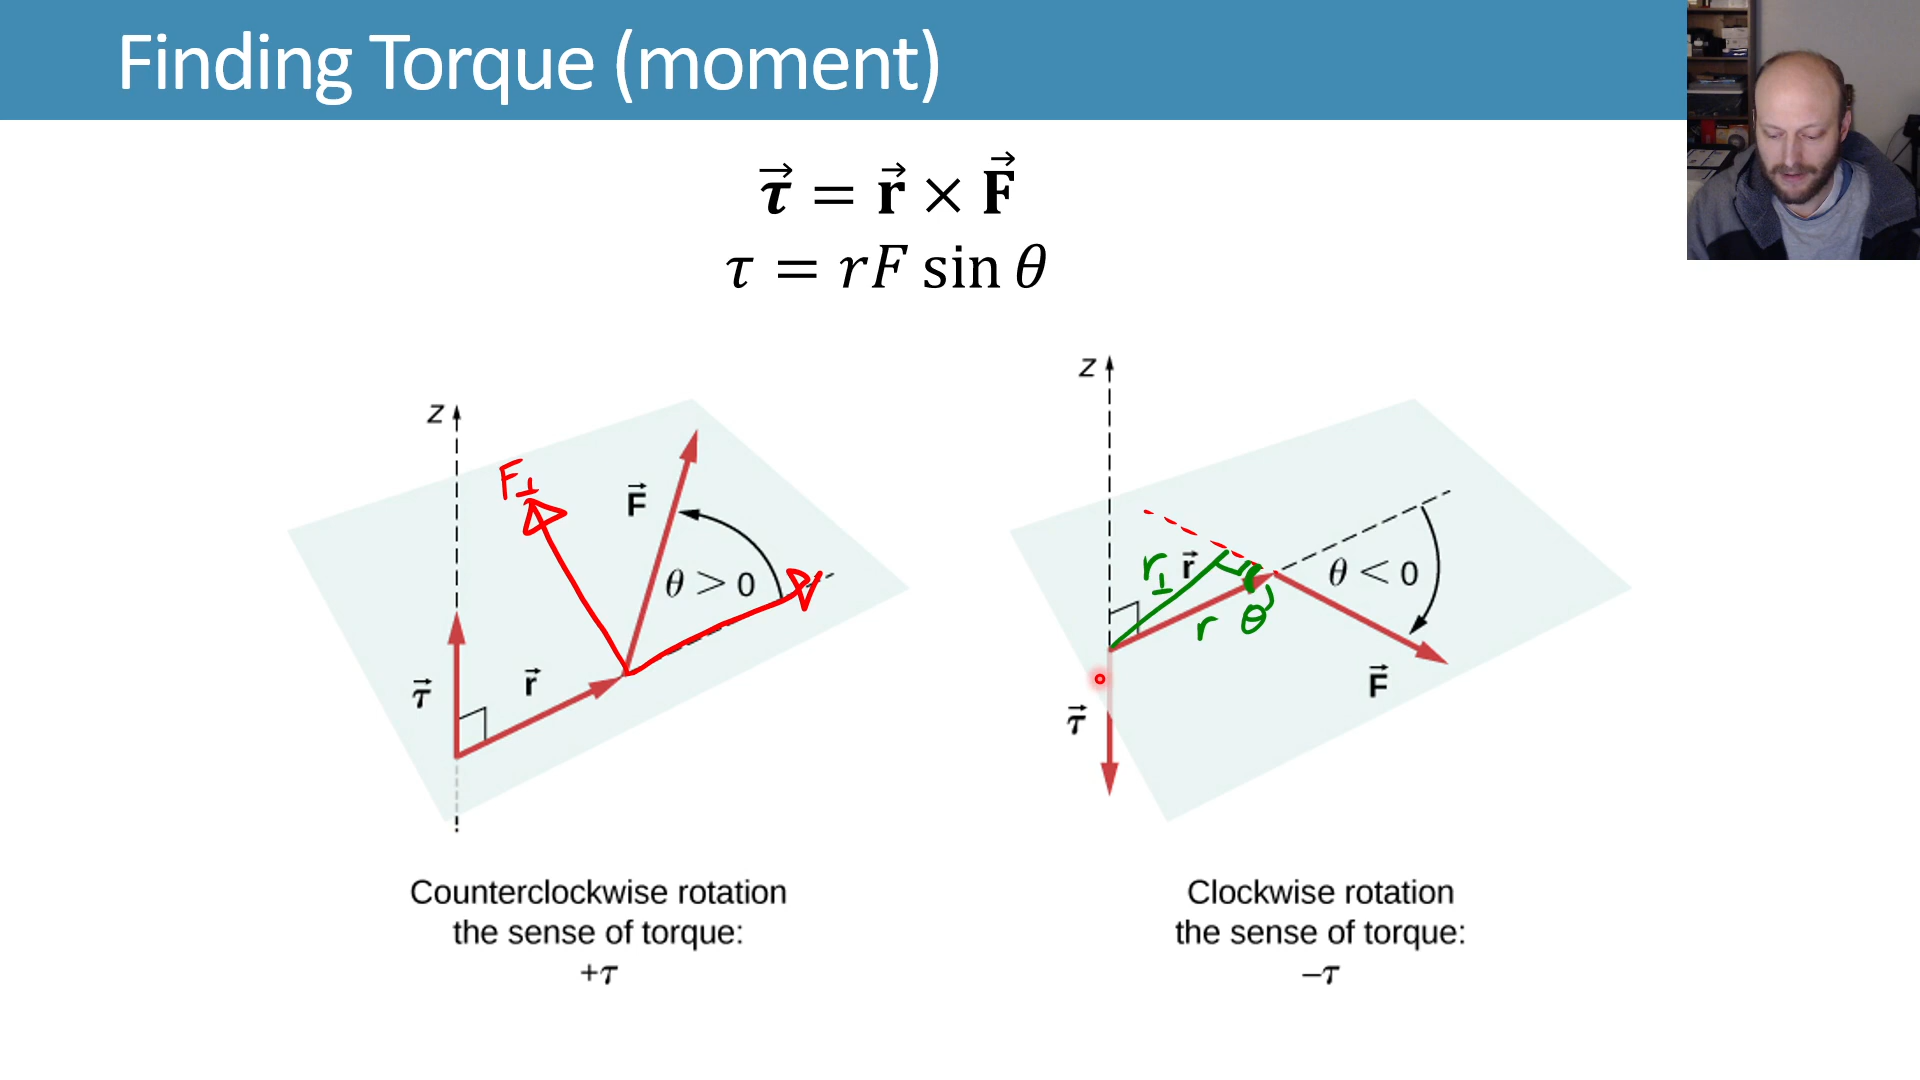 Finding Torque (moment)
τ⃗ = r⃗ × F⃗
τ = rF sin θ
z
F⊥
F⃗
θ > 0
τ⃗
r⃗
Counterclockwise rotation
the sense of torque:
+τ
z
r⊥
r⃗
θ < 0
r θ
F⃗
τ⃗
Clockwise rotation
the sense of torque:
−τ